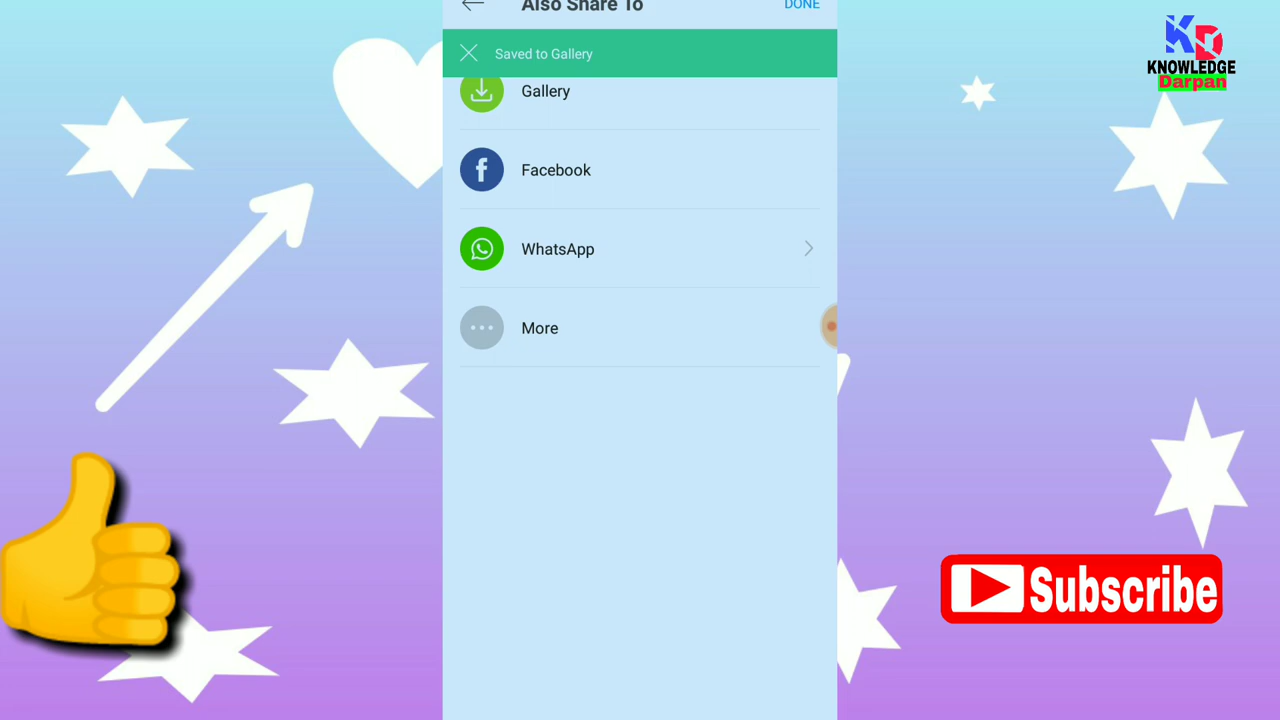 Also Share To
DONE
Saved to Gallery
Gallery
Facebook
WhatsApp
More
KD
KNOWLEDGE
Darpan
Subscribe